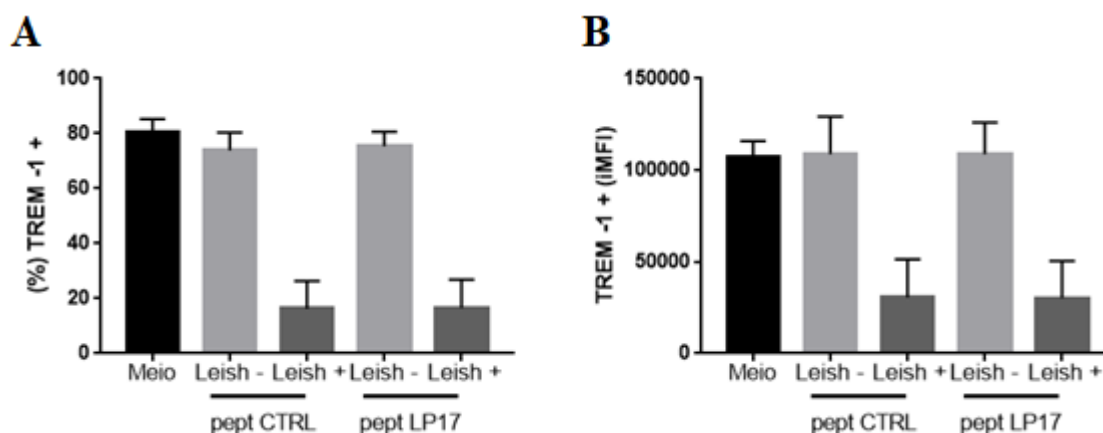 A
(%) TREM -1 +
100
80
60
40
20
0
Meio Leish - Leish + Leish - Leish +
pept CTRL pept LP17
B
TREM -1 + (iMFI)
150000
100000
50000
0
Meio Leish - Leish + Leish - Leish +
pept CTRL pept LP17